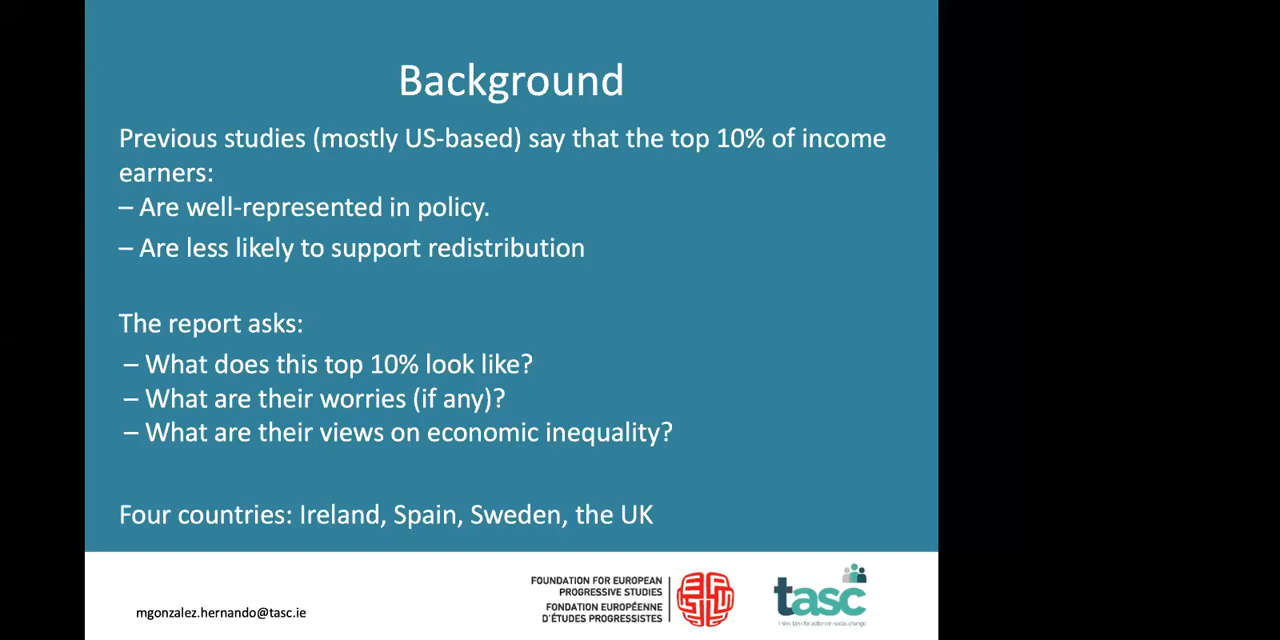 Background
Previous studies (mostly US-based) say that the top 10% of income
earners:
– Are well-represented in policy.
– Are less likely to support redistribution
The report asks:
– What does this top 10% look like?
– What are their worries (if any)?
– What are their views on economic inequality?
Four countries: Ireland, Spain, Sweden, the UK
mgonzalez.hernando@tasc.ie
FOUNDATION FOR EUROPEAN
PROGRESSIVE STUDIES
FONDATION EUROPÉENNE
D'ÉTUDES PROGRESSISTES
tasc